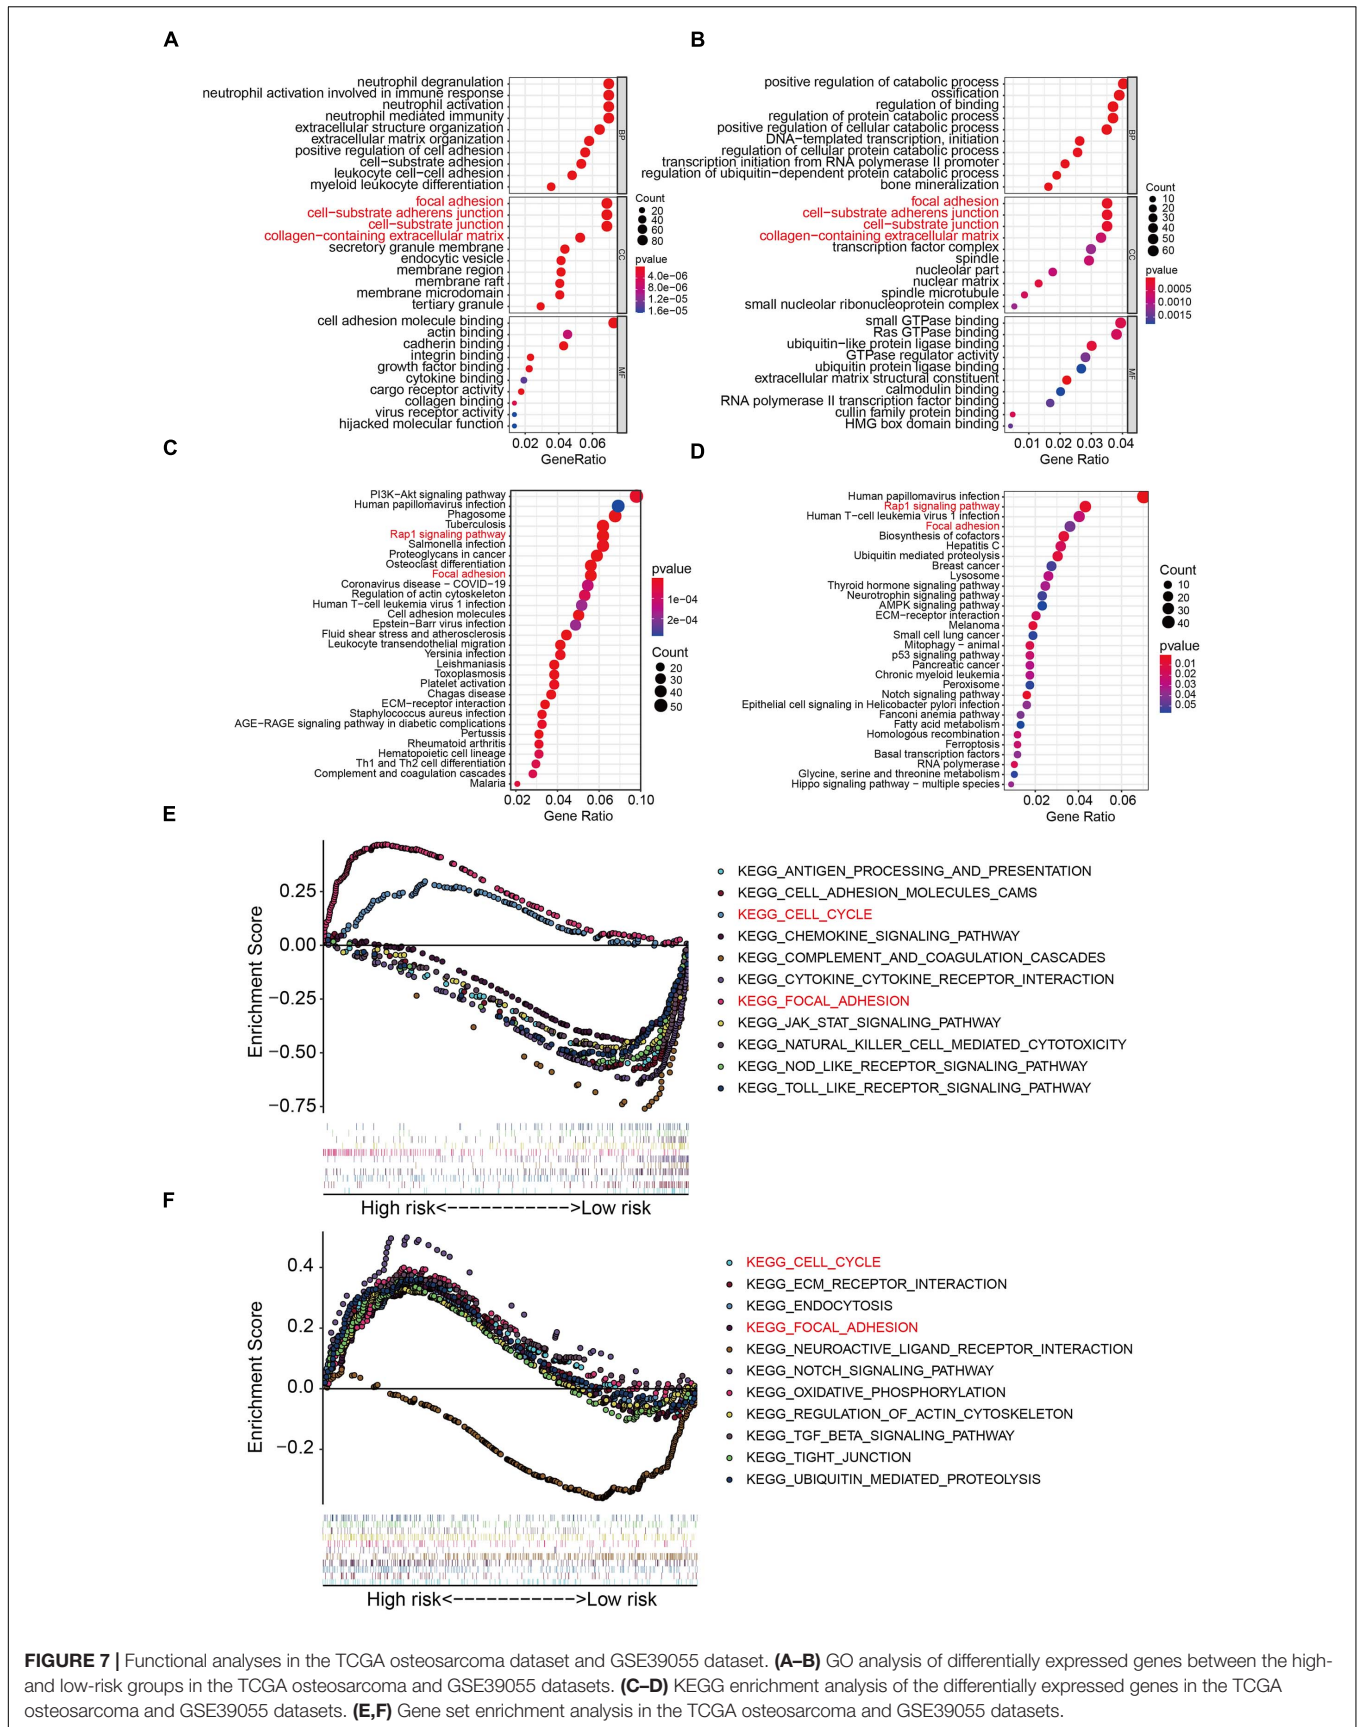 A
neutrophil degranulation
neutrophil activation involved in immune response
neutrophil activation
neutrophil mediated immunity
extracellular structure organization
extracellular matrix organization
positive regulation of cell adhesion
cell−substrate adhesion
leukocyte cell−cell adhesion
myeloid leukocyte differentiation
BP
focal adhesion
cell−substrate adherens junction
cell−substrate junction
collagen−containing extracellular matrix
secretory granule membrane
endocytic vesicle
membrane region
membrane raft
membrane microdomain
tertiary granule
CC
cell adhesion molecule binding
actin binding
cadherin binding
integrin binding
growth factor binding
cytokine binding
cargo receptor activity
collagen binding
virus receptor activity
hijacked molecular function
MF
0.02 0.04 0.06
GeneRatio
Count
20
40
60
80
pvalue
4.0e−06
8.0e−06
1.2e−05
1.6e−05
B
positive regulation of catabolic process
ossification
regulation of binding
regulation of protein catabolic process
positive regulation of cellular catabolic process
DNA−templated transcription, initiation
regulation of cellular protein catabolic process
transcription initiation from RNA polymerase II promoter
regulation of ubiquitin−dependent protein catabolic process
bone mineralization
BP
focal adhesion
cell−substrate adherens junction
cell−substrate junction
collagen−containing extracellular matrix
transcription factor complex
spindle
nucleolar part
nuclear matrix
spindle microtubule
small nucleolar ribonucleoprotein complex
CC
small GTPase binding
Ras GTPase binding
ubiquitin−like protein ligase binding
GTPase regulator activity
ubiquitin protein ligase binding
extracellular matrix structural constituent
calmodulin binding
RNA polymerase II transcription factor binding
cullin family protein binding
HMG box domain binding
MF
0.01 0.02 0.03 0.04
Gene Ratio
Count
10
20
30
40
50
60
pvalue
0.0005
0.0010
0.0015
C
PI3K−Akt signaling pathway
Human papillomavirus infection
Phagosome
Tuberculosis
Rap1 signaling pathway
Salmonella infection
Proteoglycans in cancer
Osteoclast differentiation
Focal adhesion
Coronavirus disease − COVID−19
Regulation of actin cytoskeleton
Human T−cell leukemia virus 1 infection
Cell adhesion molecules
Epstein−Barr virus infection
Fluid shear stress and atherosclerosis
Leukocyte transendothelial migration
Yersinia infection
Leishmaniasis
Toxoplasmosis
Platelet activation
Chagas disease
ECM−receptor interaction
Staphylococcus aureus infection
AGE−RAGE signaling pathway in diabetic complications
Pertussis
Rheumatoid arthritis
Hematopoietic cell lineage
Th1 and Th2 cell differentiation
Complement and coagulation cascades
Malaria
0.02 0.04 0.06 0.10
Gene Ratio
pvalue
1e−04
2e−04
Count
20
30
40
50
D
Human papillomavirus infection
Rap1 signaling pathway
Human T−cell leukemia virus 1 infection
Focal adhesion
Biosynthesis of cofactors
Hepatitis C
Ubiquitin mediated proteolysis
Breast cancer
Lysosome
Thyroid hormone signaling pathway
Neurotrophin signaling pathway
AMPK signaling pathway
ECM−receptor interaction
Melanoma
Small cell lung cancer
Mitophagy − animal
p53 signaling pathway
Pancreatic cancer
Chronic myeloid leukemia
Peroxisome
Notch signaling pathway
Epithelial cell signaling in Helicobacter pylori infection
Fanconi anemia pathway
Fatty acid metabolism
Homologous recombination
Ferroptosis
Basal transcription factors
RNA polymerase
Glycine, serine and threonine metabolism
Hippo signaling pathway − multiple species
0.02 0.04 0.06
Gene Ratio
Count
10
20
30
40
pvalue
0.01
0.02
0.03
0.04
0.05
E
Enrichment Score
0.25
0.00
−0.25
−0.50
−0.75
High risk<−−−−−−−−−−−>Low risk
KEGG_ANTIGEN_PROCESSING_AND_PRESENTATION
KEGG_CELL_ADHESION_MOLECULES_CAMS
KEGG_CELL_CYCLE
KEGG_CHEMOKINE_SIGNALING_PATHWAY
KEGG_COMPLEMENT_AND_COAGULATION_CASCADES
KEGG_CYTOKINE_CYTOKINE_RECEPTOR_INTERACTION
KEGG_FOCAL_ADHESION
KEGG_JAK_STAT_SIGNALING_PATHWAY
KEGG_NATURAL_KILLER_CELL_MEDIATED_CYTOTOXICITY
KEGG_NOD_LIKE_RECEPTOR_SIGNALING_PATHWAY
KEGG_TOLL_LIKE_RECEPTOR_SIGNALING_PATHWAY
F
Enrichment Score
0.4
0.2
0.0
−0.2
High risk<−−−−−−−−−−−>Low risk
KEGG_CELL_CYCLE
KEGG_ECM_RECEPTOR_INTERACTION
KEGG_ENDOCYTOSIS
KEGG_FOCAL_ADHESION
KEGG_NEUROACTIVE_LIGAND_RECEPTOR_INTERACTION
KEGG_NOTCH_SIGNALING_PATHWAY
KEGG_OXIDATIVE_PHOSPHORYLATION
KEGG_REGULATION_OF_ACTIN_CYTOSKELETON
KEGG_TGF_BETA_SIGNALING_PATHWAY
KEGG_TIGHT_JUNCTION
KEGG_UBIQUITIN_MEDIATED_PROTEOLYSIS
FIGURE 7 | Functional analyses in the TCGA osteosarcoma dataset and GSE39055 dataset. (A–B) GO analysis of differentially expressed genes between the high-
and low-risk groups in the TCGA osteosarcoma and GSE39055 datasets. (C–D) KEGG enrichment analysis of the differentially expressed genes in the TCGA
osteosarcoma and GSE39055 datasets. (E,F) Gene set enrichment analysis in the TCGA osteosarcoma and GSE39055 datasets.